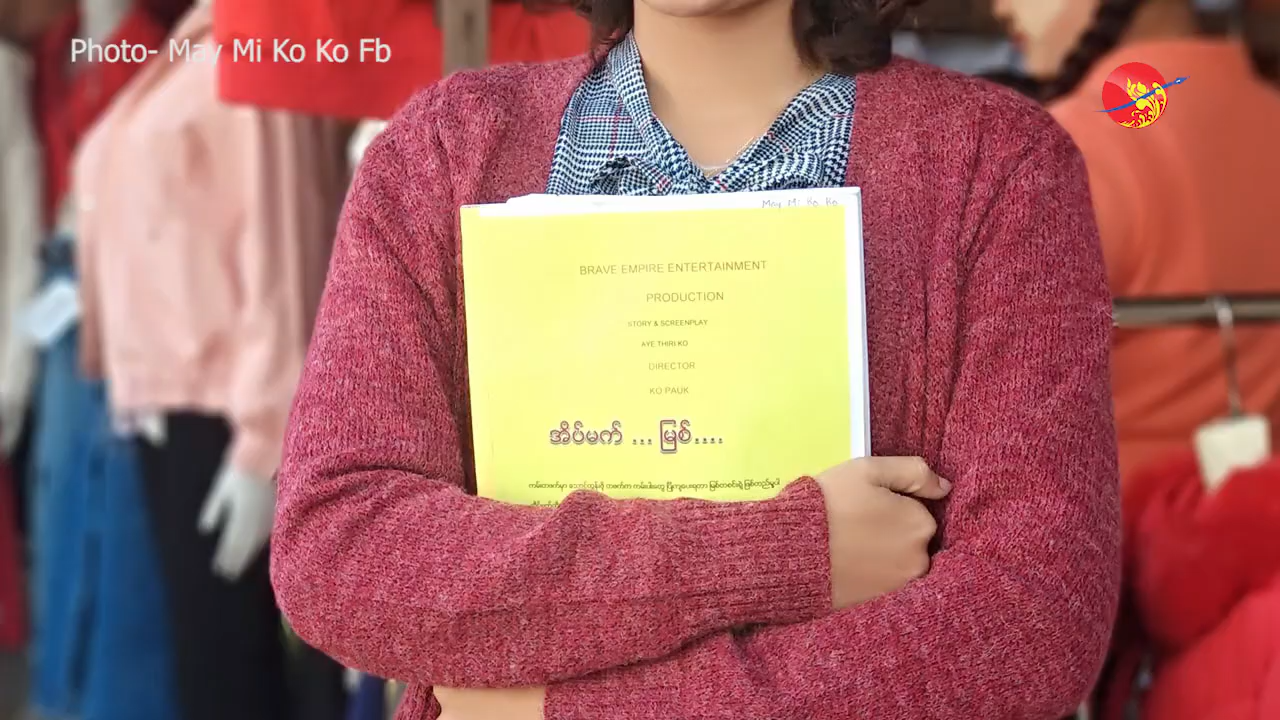 Photo- May Mi Ko Ko Fb
May Mi Ko Ko
BRAVE EMPIRE ENTERTAINMENT
PRODUCTION
STORY & SCREENPLAY
AYE THIRI KO
DIRECTOR
KO PAUK
အိပ်မက် ... မြစ်....